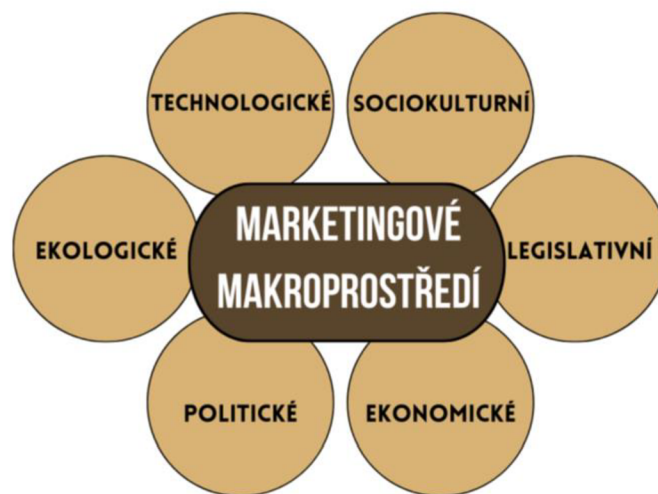 TECHNOLOGICKÉ
SOCIOKULTURNÍ
EKOLOGICKÉ
MARKETINGOVÉ
MAKROPROSTŘEDÍ
LEGISLATIVNÍ
POLITICKÉ
EKONOMICKÉ